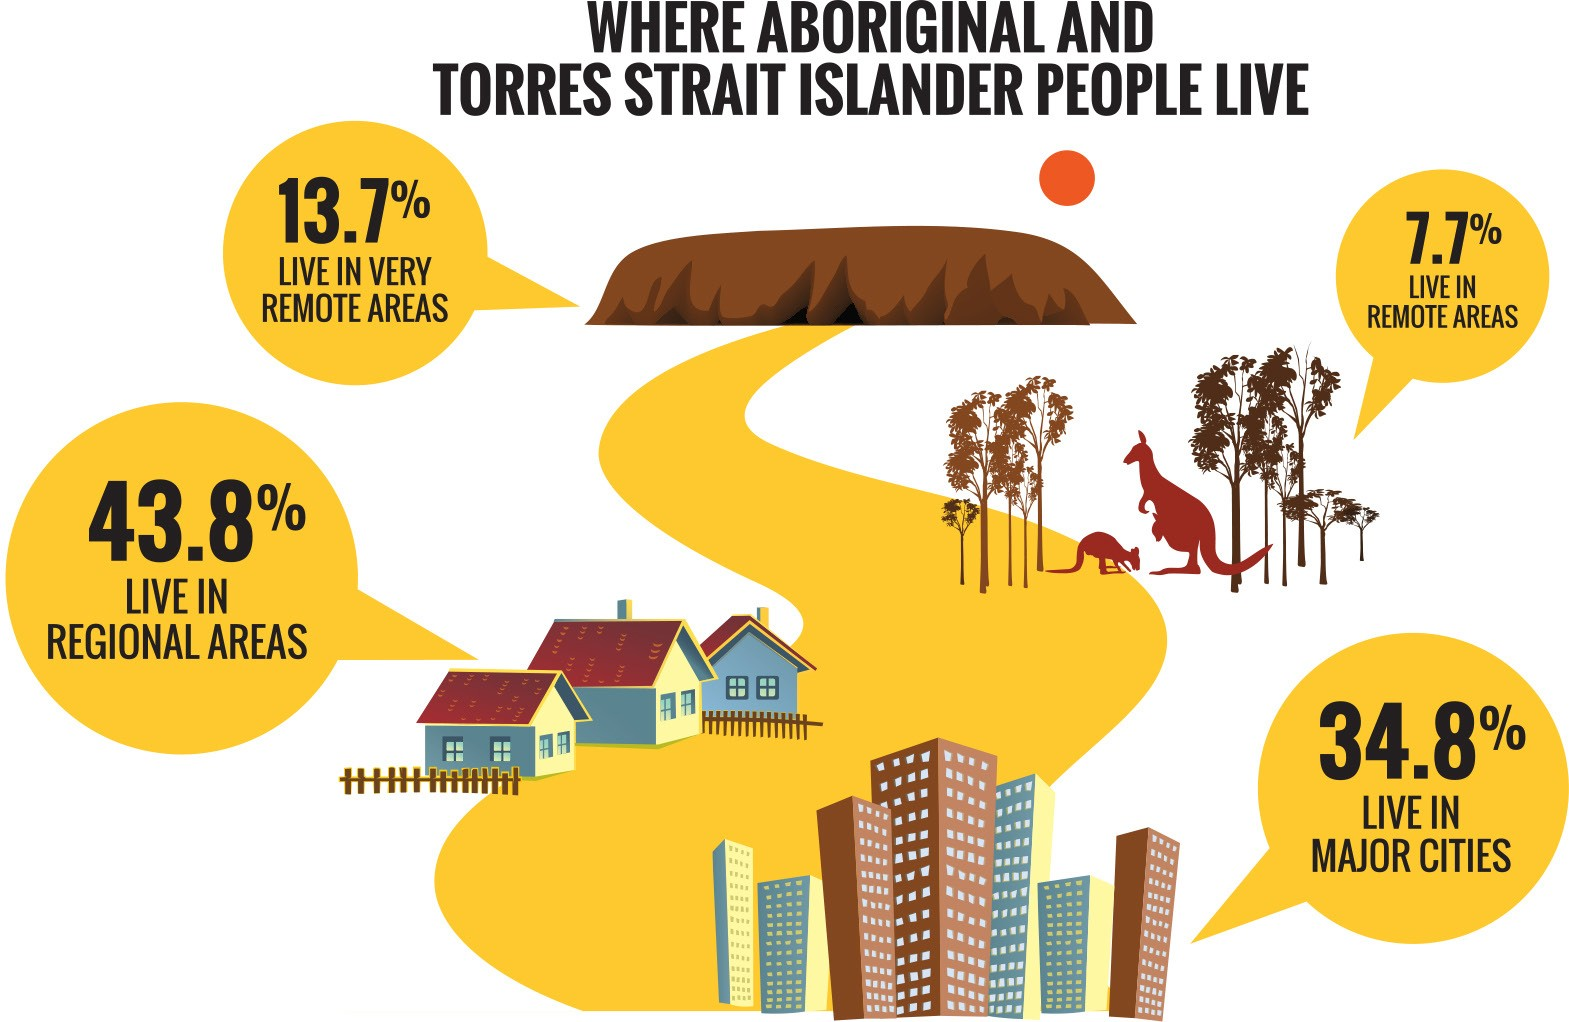 WHERE ABORIGINAL AND
TORRES STRAIT ISLANDER PEOPLE LIVE
13.7%
LIVE IN VERY
REMOTE AREAS
7.7%
LIVE IN
REMOTE AREAS
43.8%
LIVE IN
REGIONAL AREAS
34.8%
LIVE IN
MAJOR CITIES